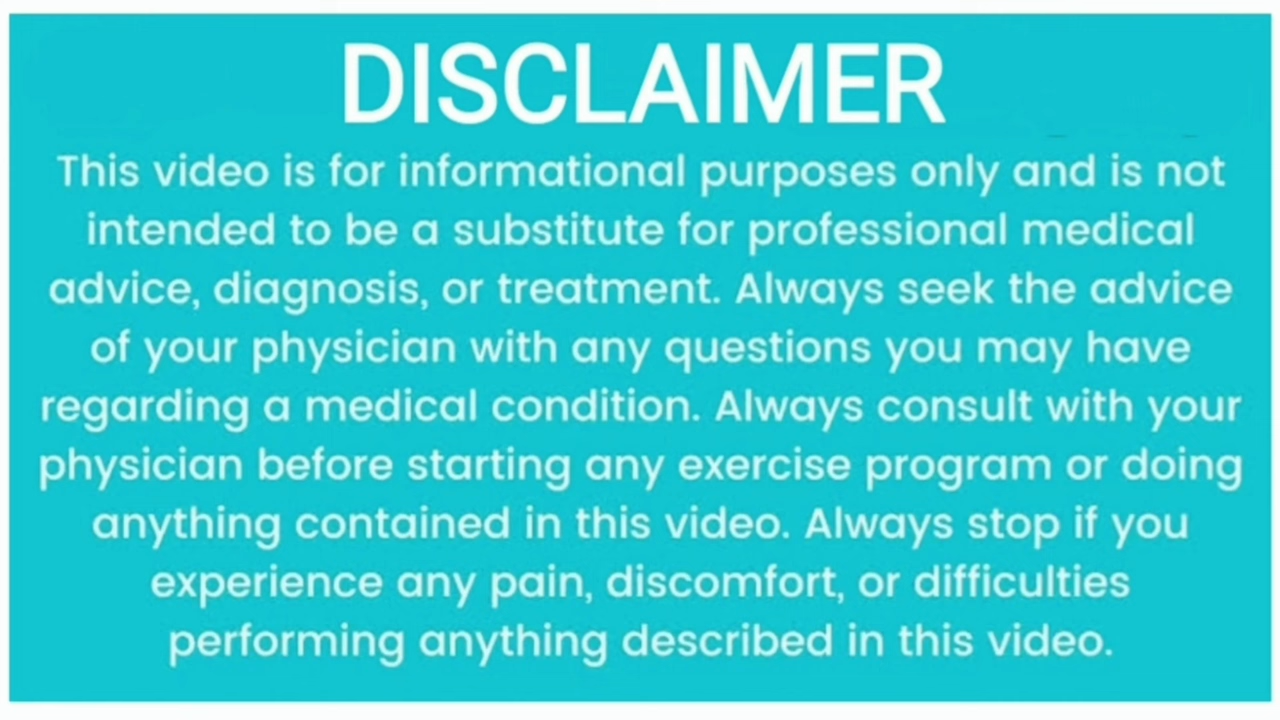 DISCLAIMER
This video is for informational purposes only and is not
intended to be a substitute for professional medical
advice, diagnosis, or treatment. Always seek the advice
of your physician with any questions you may have
regarding a medical condition. Always consult with your
physician before starting any exercise program or doing
anything contained in this video. Always stop if you
experience any pain, discomfort, or difficulties
performing anything described in this video.